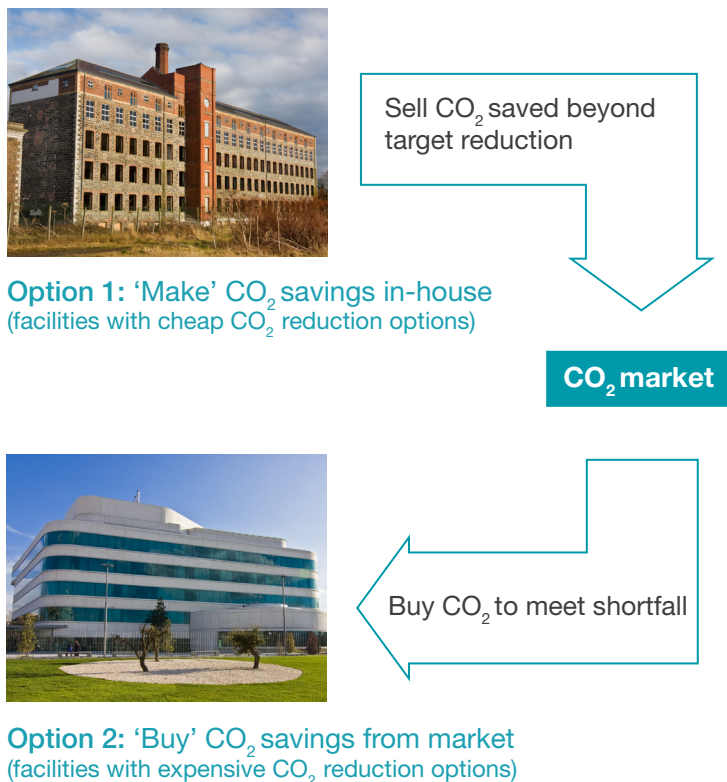 Sell CO₂ saved beyond
target reduction
Option 1: ‘Make’ CO₂ savings in-house
(facilities with cheap CO₂ reduction options)
CO₂ market
Buy CO₂ to meet shortfall
Option 2: ‘Buy’ CO₂ savings from market
(facilities with expensive CO₂ reduction options)